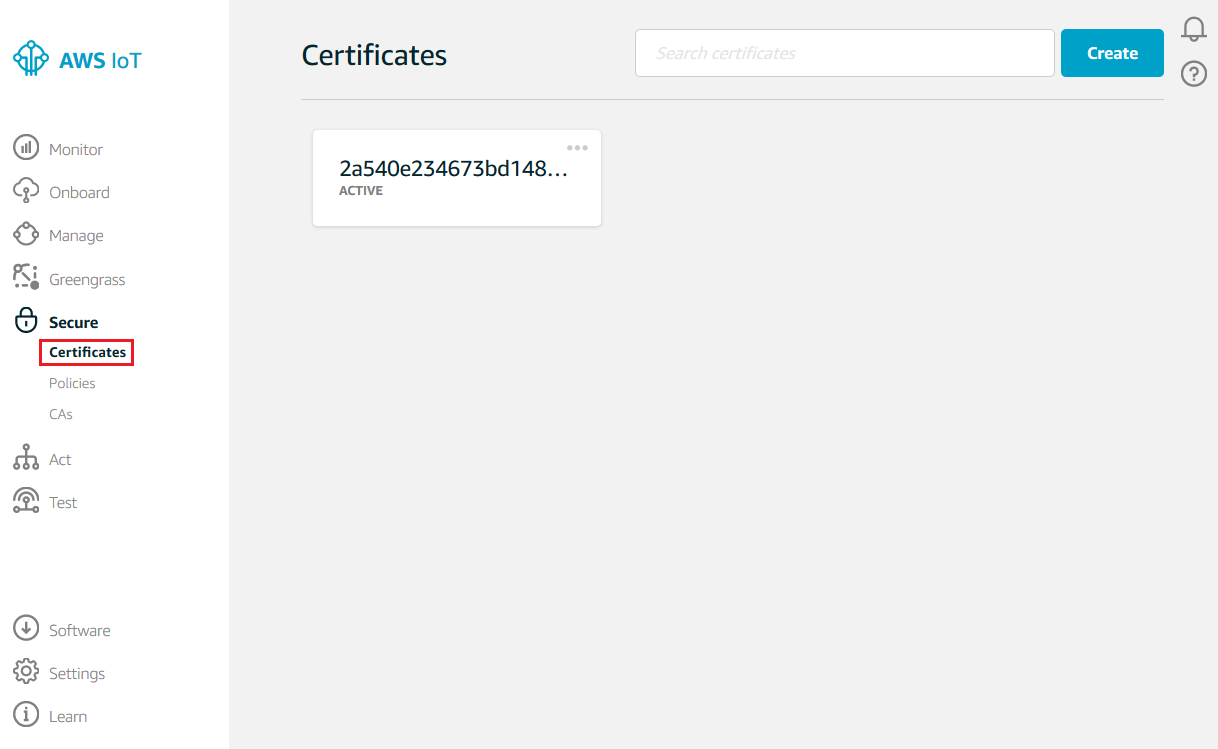 AWS IoT
Monitor
Onboard
Manage
Greengrass
Secure
Certificates
Policies
CAs
Act
Test
Software
Settings
Learn
Certificates
Search certificates
Create
2a540e234673bd148...
ACTIVE